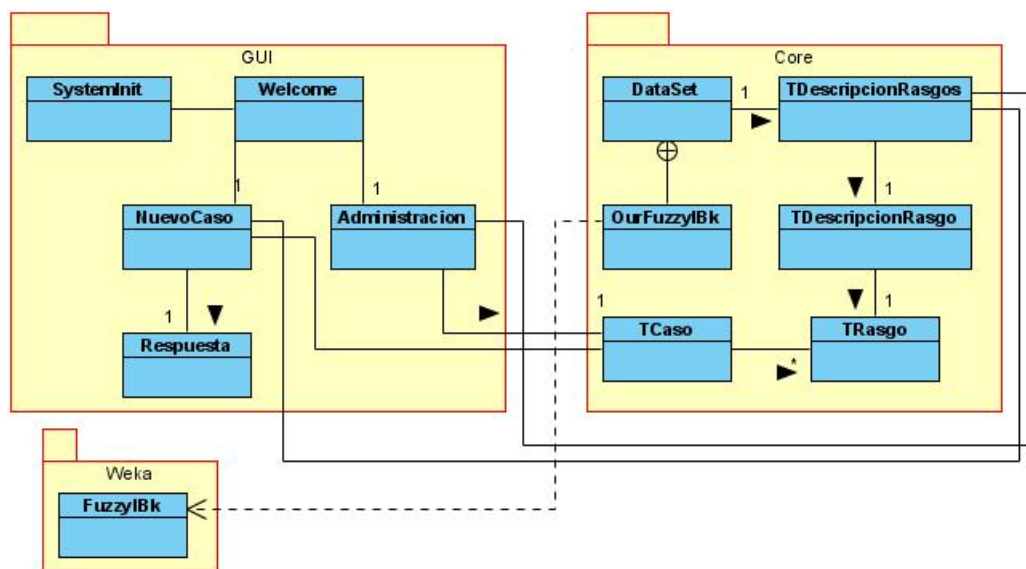 GUI
SystemInit
Welcome
1
1
NuevoCaso
Administracion
1
Respuesta
Core
DataSet
1
TDescripcionRasgos
1
OurFuzzyIBk
TDescripcionRasgo
1
1
TCaso
TRasgo
*
Weka
FuzzyIBk